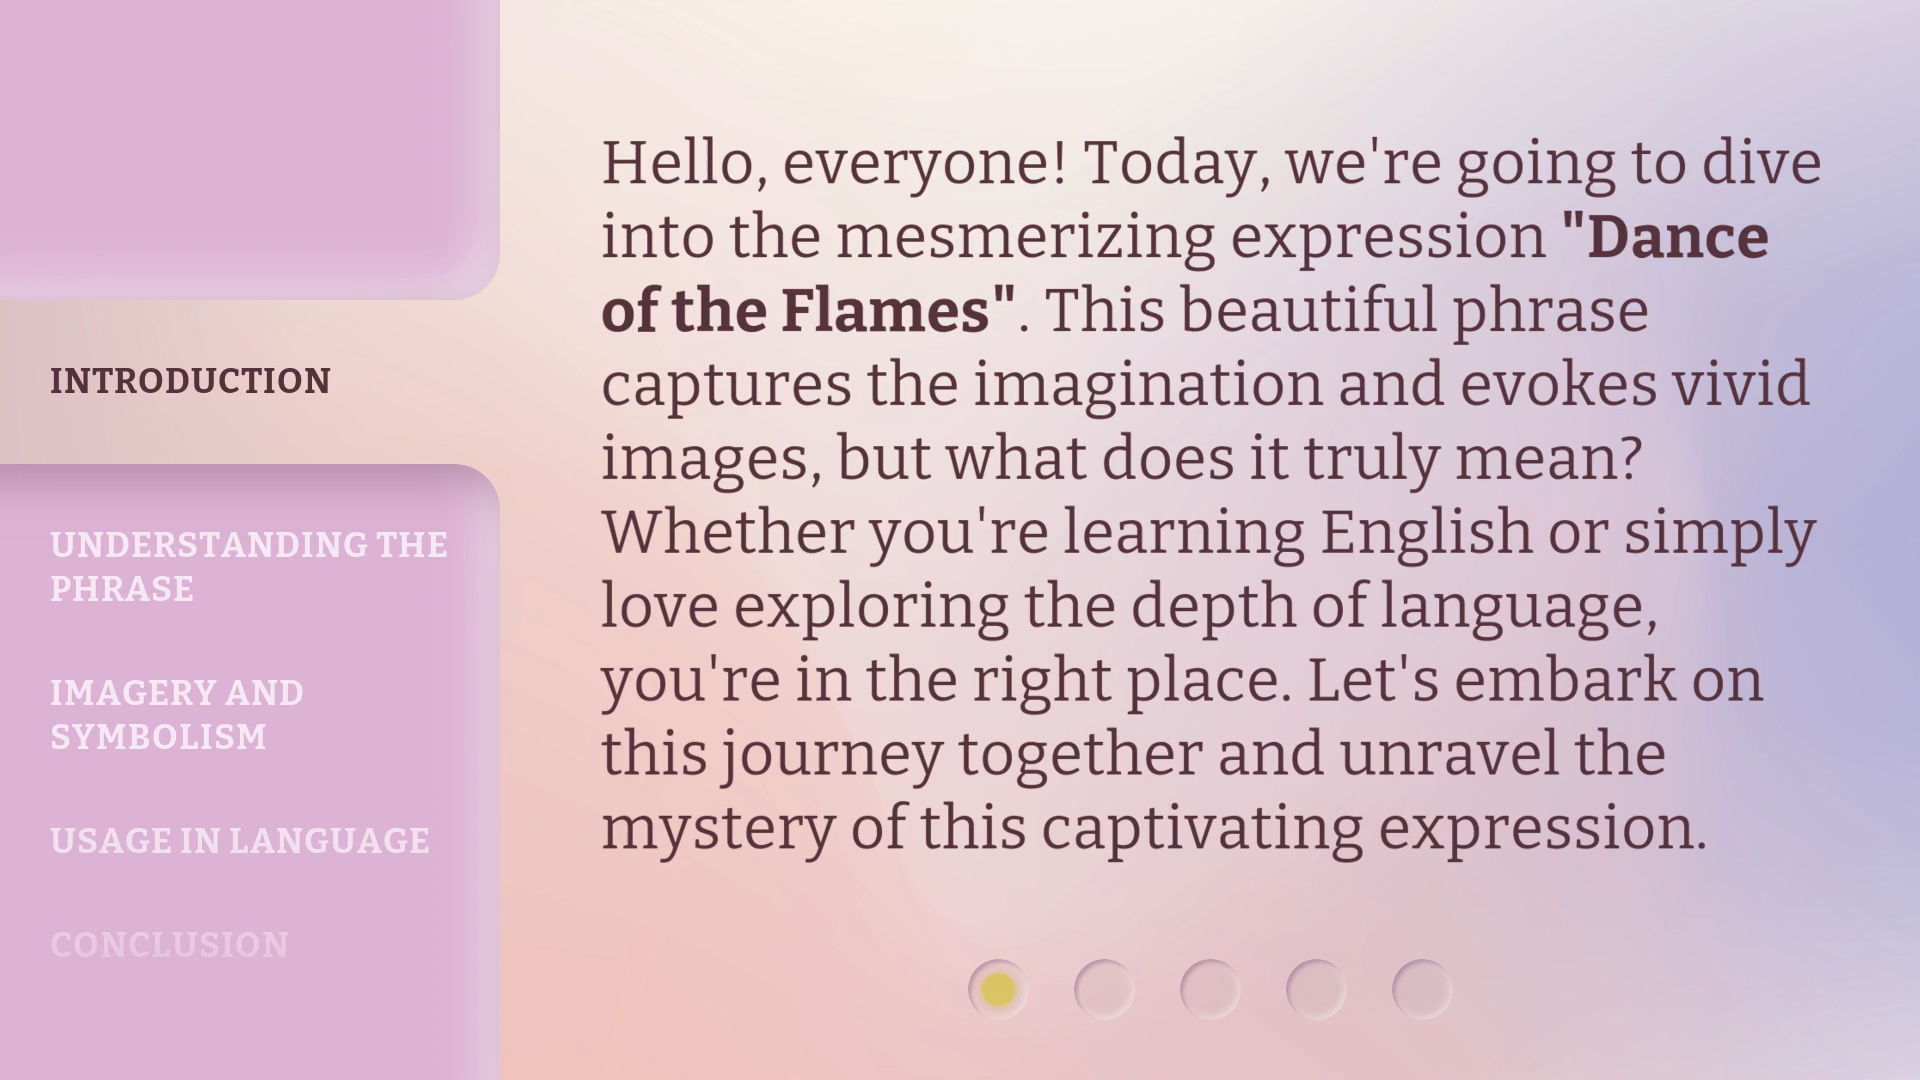 INTRODUCTION
UNDERSTANDING THE
PHRASE
IMAGERY AND
SYMBOLISM
USAGE IN LANGUAGE
CONCLUSION
Hello, everyone! Today, we're going to dive
into the mesmerizing expression "Dance
of the Flames". This beautiful phrase
captures the imagination and evokes vivid
images, but what does it truly mean?
Whether you're learning English or simply
love exploring the depth of language,
you're in the right place. Let's embark on
this journey together and unravel the
mystery of this captivating expression.